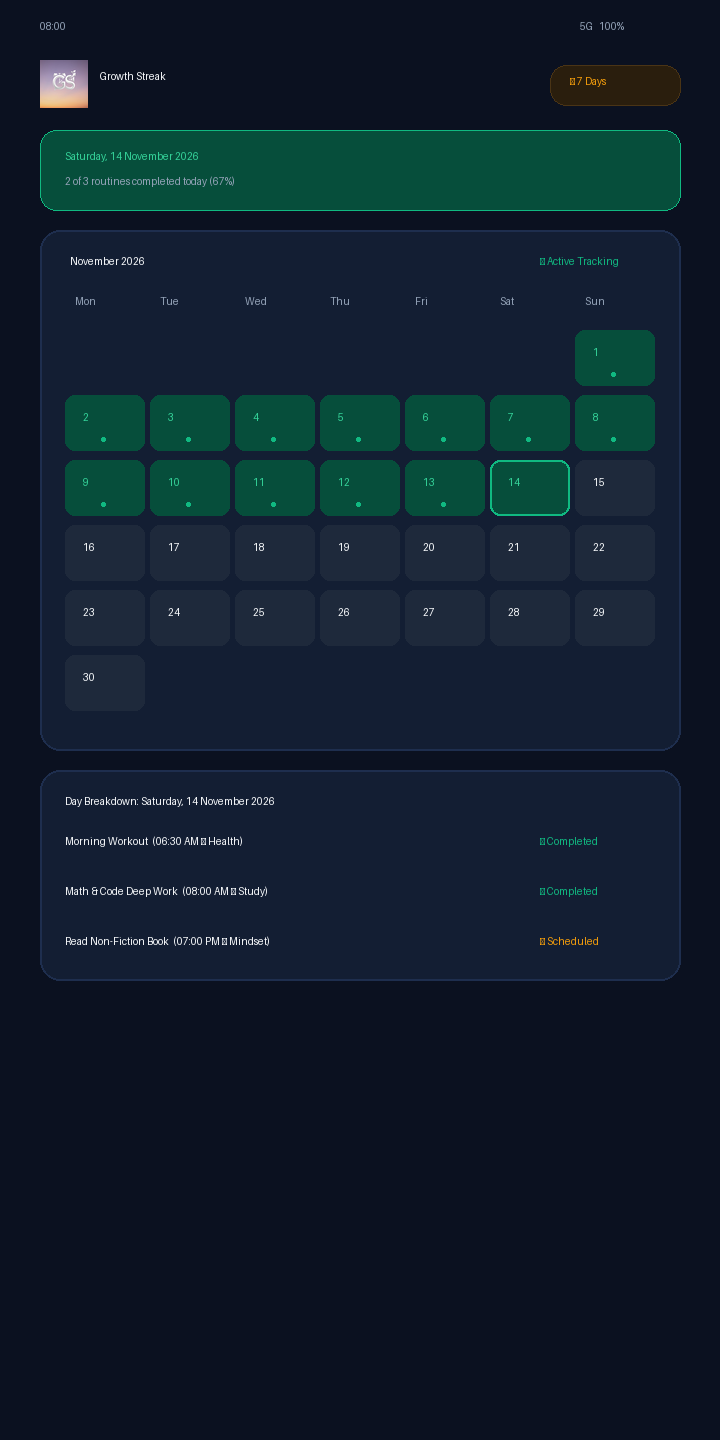 08:00 5G 100%
GS
Growth Streak
7 Days
Saturday, 14 November 2026
2 of 3 routines completed today (67%)
November 2026 Active Tracking
Mon Tue Wed Thu Fri Sat Sun
1
2 3 4 5 6 7 8
9 10 11 12 13 14 15
16 17 18 19 20 21 22
23 24 25 26 27 28 29
30
Day Breakdown: Saturday, 14 November 2026
Morning Workout (06:30 AM Health) Completed
Math & Code Deep Work (08:00 AM Study) Completed
Read Non-Fiction Book (07:00 PM Mindset) Scheduled